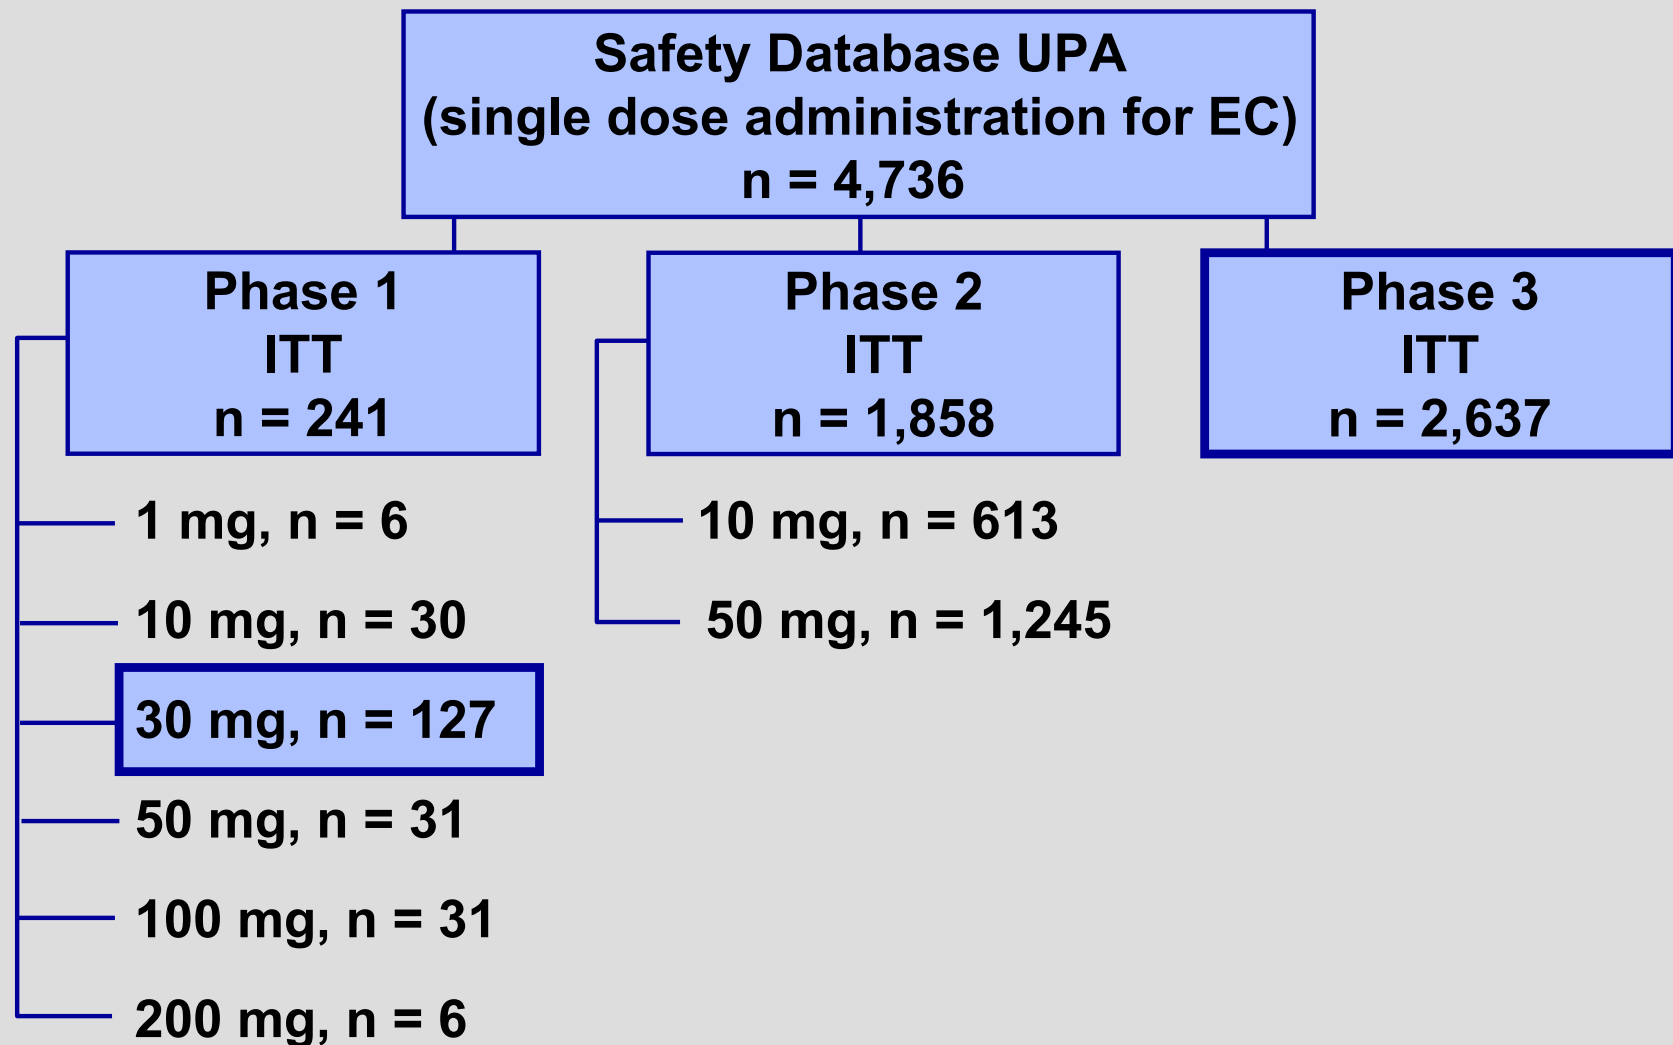 Safety Database UPA
(single dose administration for EC)
n = 4,736
Phase 1
ITT
n = 241
1 mg, n = 6
10 mg, n = 30
30 mg, n = 127
50 mg, n = 31
100 mg, n = 31
200 mg, n = 6
Phase 2
ITT
n = 1,858
10 mg, n = 613
50 mg, n = 1,245
Phase 3
ITT
n = 2,637